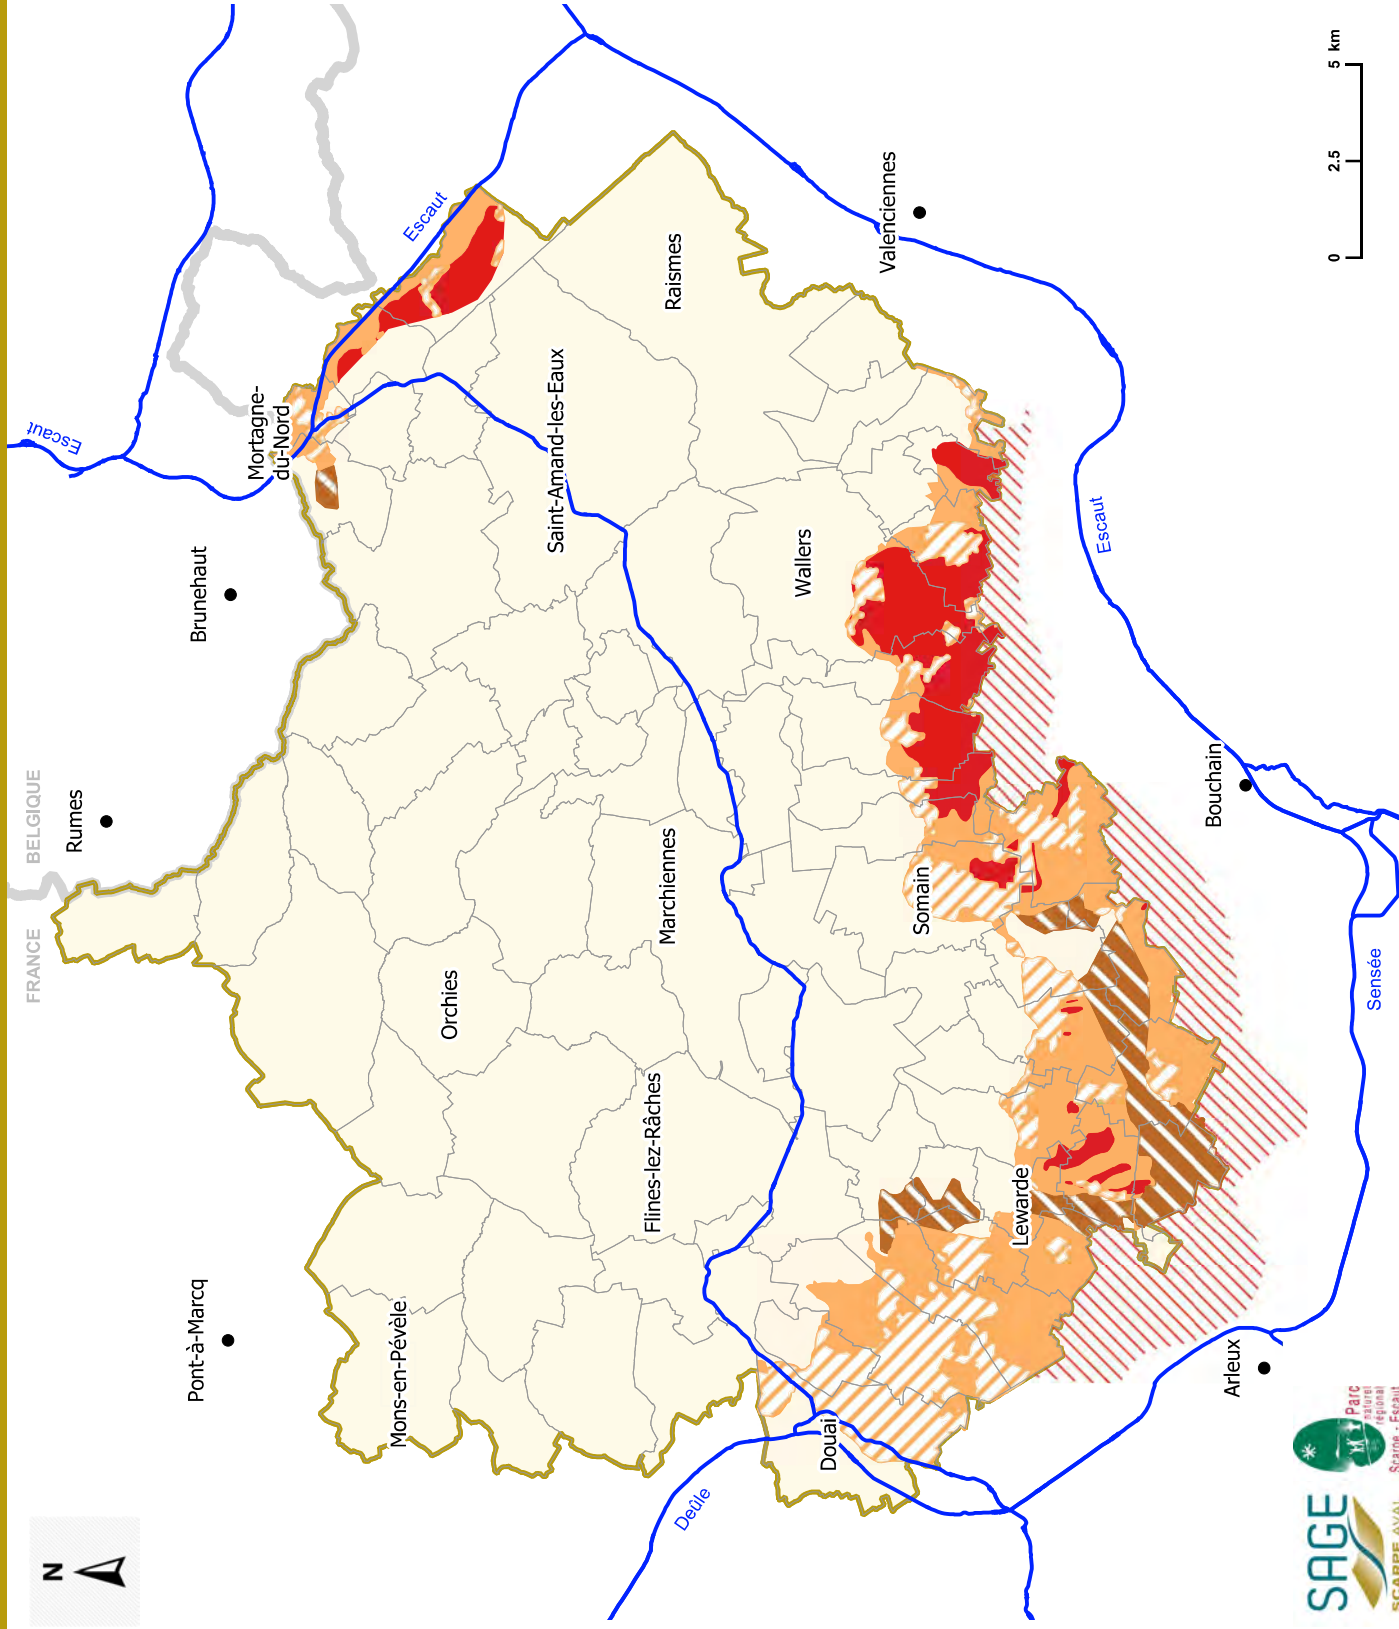 N
FRANCE
BELGIQUE
Rumes
Brunehaut
Pont-à-Marcq
Escaut
Mortagne-
du-Nord
Escaut
Mons-en-Pévèle
Orchies
Saint-Amand-les-Eaux
Raismes
Flines-lez-Râches
Marchiennes
Wallers
Valenciennes
Deûle
Douai
Somain
Lewarde
Escaut
Bouchain
Arleux
Sensée
0
2.5
5 km
SAGE
SCARPE AVAL
Parc
naturel
régional
Scarpe - Escaut